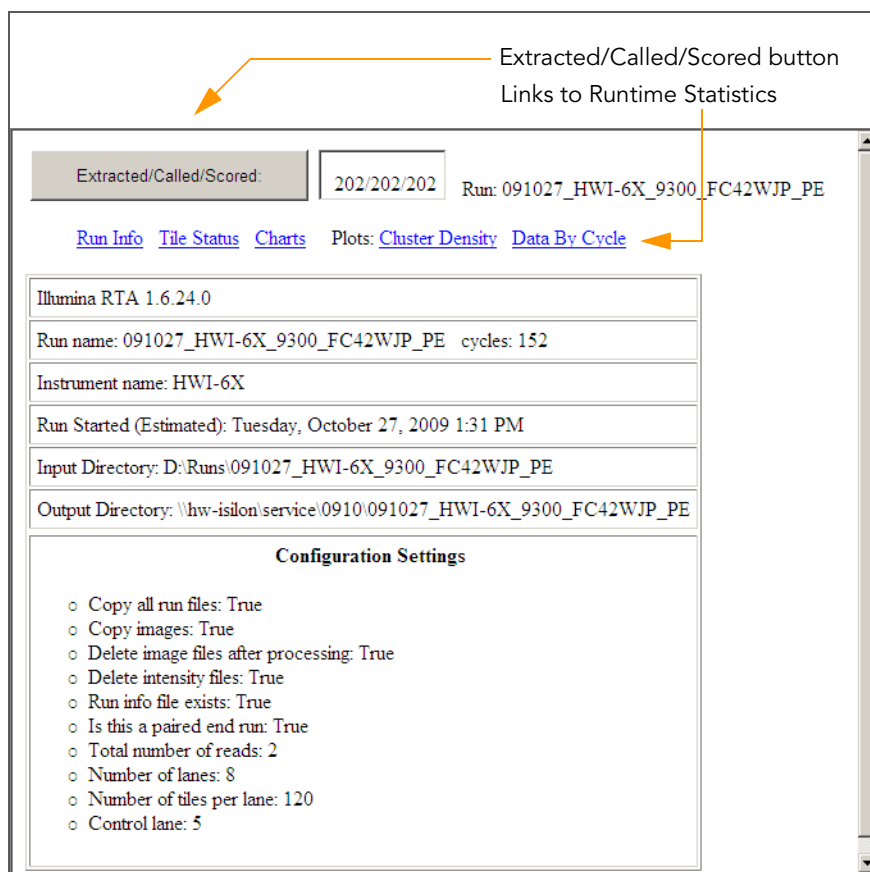 Extracted/Called/Scored button
Links to Runtime Statistics
Extracted/Called/Scored: 202/202/202 Run: 091027_HWI-6X_9300_FC42WJP_PE
Run Info Tile Status Charts Plots: Cluster Density Data By Cycle
Illumina RTA 1.6.24.0
Run name: 091027_HWI-6X_9300_FC42WJP_PE cycles: 152
Instrument name: HWI-6X
Run Started (Estimated): Tuesday, October 27, 2009 1:31 PM
Input Directory: D:\Runs\091027_HWI-6X_9300_FC42WJP_PE
Output Directory: \\hw-isilon\service\0910\091027_HWI-6X_9300_FC42WJP_PE
Configuration Settings
○ Copy all run files: True
○ Copy images: True
○ Delete image files after processing: True
○ Delete intensity files: True
○ Run info file exists: True
○ Is this a paired end run: True
○ Total number of reads: 2
○ Number of lanes: 8
○ Number of tiles per lane: 120
○ Control lane: 5